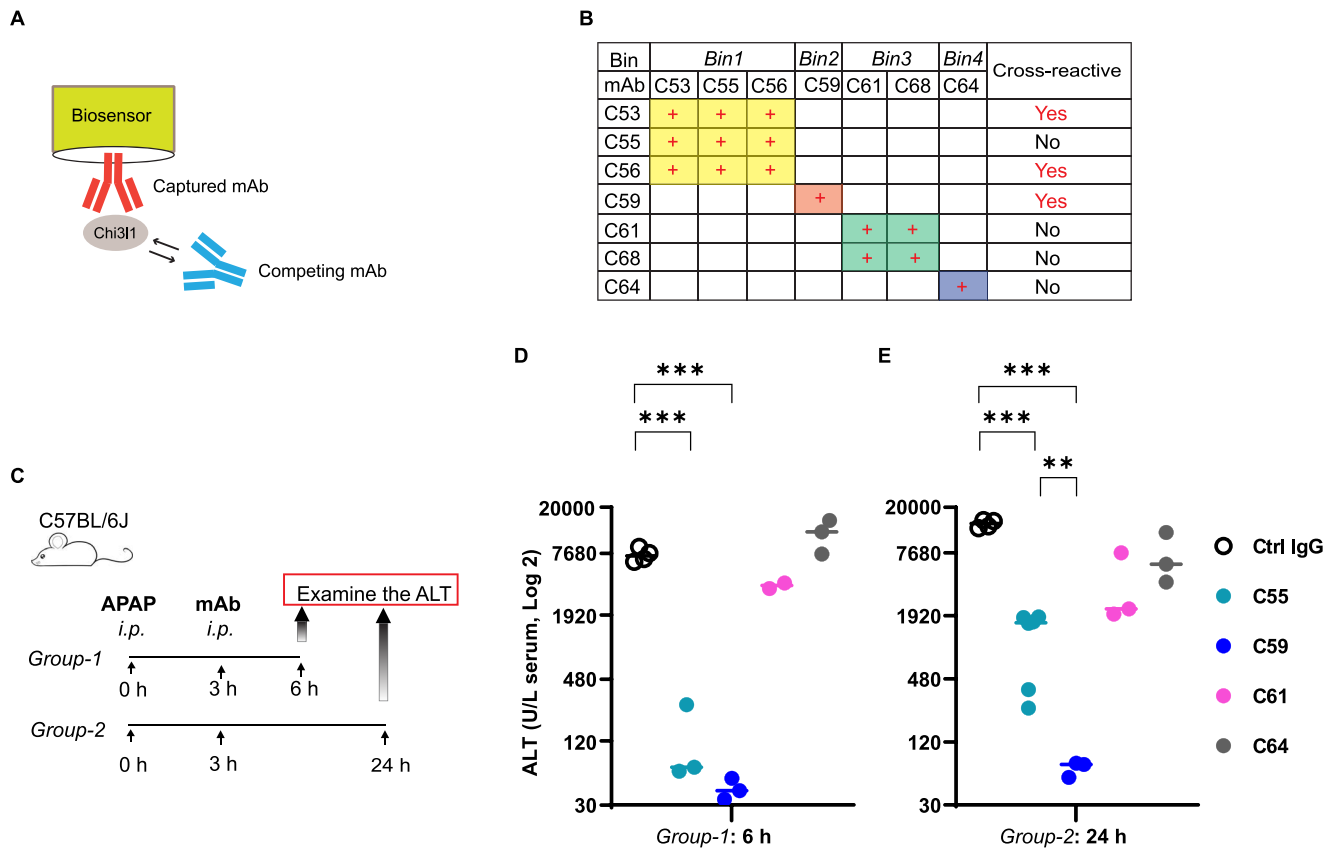 A
Biosensor
Captured mAb
Chi3l1
Competing mAb
B
Bin Bin1 Bin2 Bin3 Bin4 Cross-reactive
mAb C53 C55 C56 C59 C61 C68 C64
C53 + + + Yes
C55 + + + No
C56 + + + Yes
C59 + Yes
C61 + + No
C68 + + No
C64 + No
C
C57BL/6J
Examine the ALT
APAP mAb
i.p. i.p.
Group-1
0 h 3 h 6 h
Group-2
0 h 3 h 24 h
D
***
***
ALT (U/L serum, Log 2)
20000
7680
1920
480
120
30
Group-1: 6 h
E
***
***
**
20000
7680
1920
480
120
30
Group-2: 24 h
Ctrl IgG
C55
C59
C61
C64